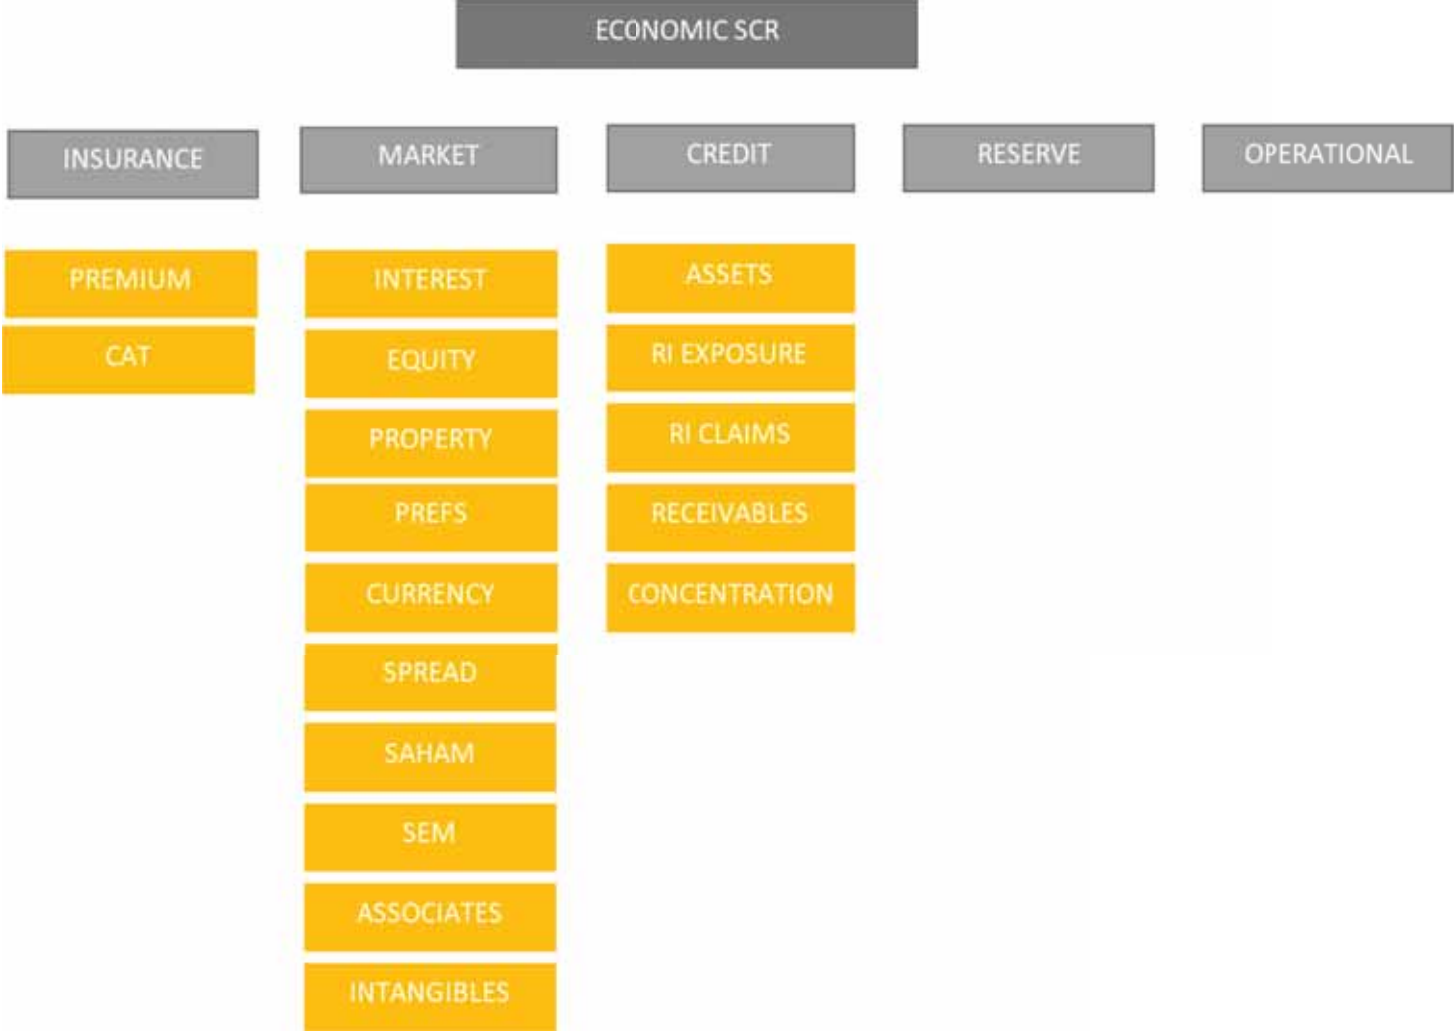 ECONOMIC SCR
INSURANCE
MARKET
CREDIT
RESERVE
OPERATIONAL
PREMIUM
CAT
INTEREST
EQUITY
PROPERTY
PREFS
CURRENCY
SPREAD
SAHAM
SEM
ASSOCIATES
INTANGIBLES
ASSETS
RI EXPOSURE
RI CLAIMS
RECEIVABLES
CONCENTRATION